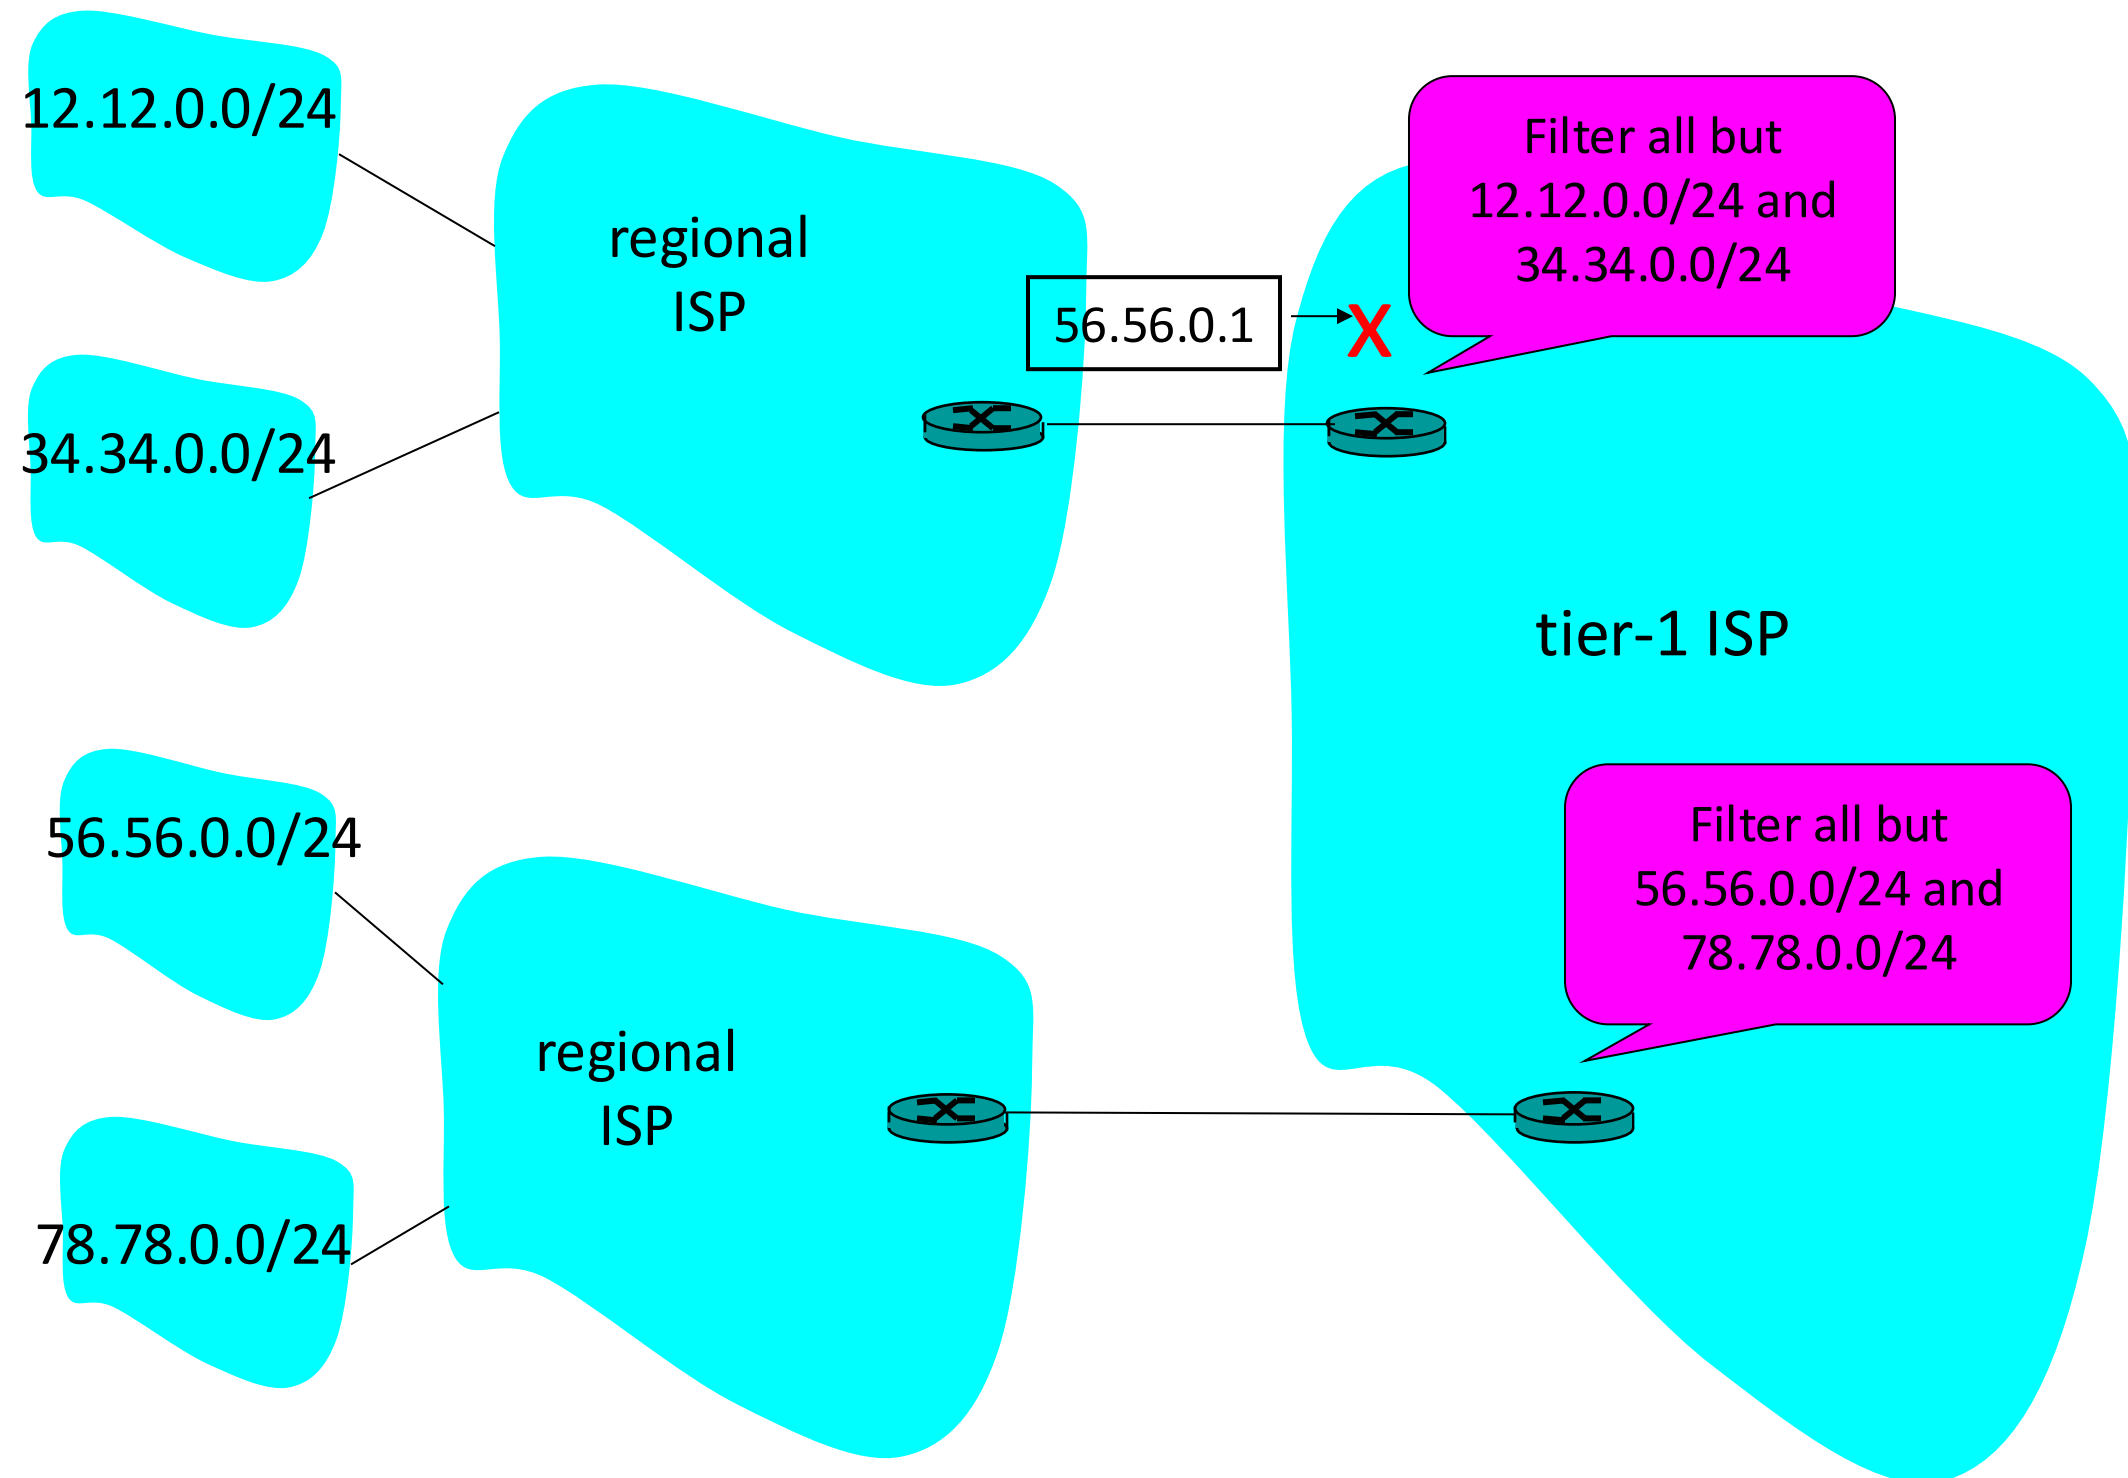 12.12.0.0/24
34.34.0.0/24
regional
ISP
56.56.0.1
X
Filter all but
12.12.0.0/24 and
34.34.0.0/24
tier-1 ISP
56.56.0.0/24
78.78.0.0/24
regional
ISP
Filter all but
56.56.0.0/24 and
78.78.0.0/24